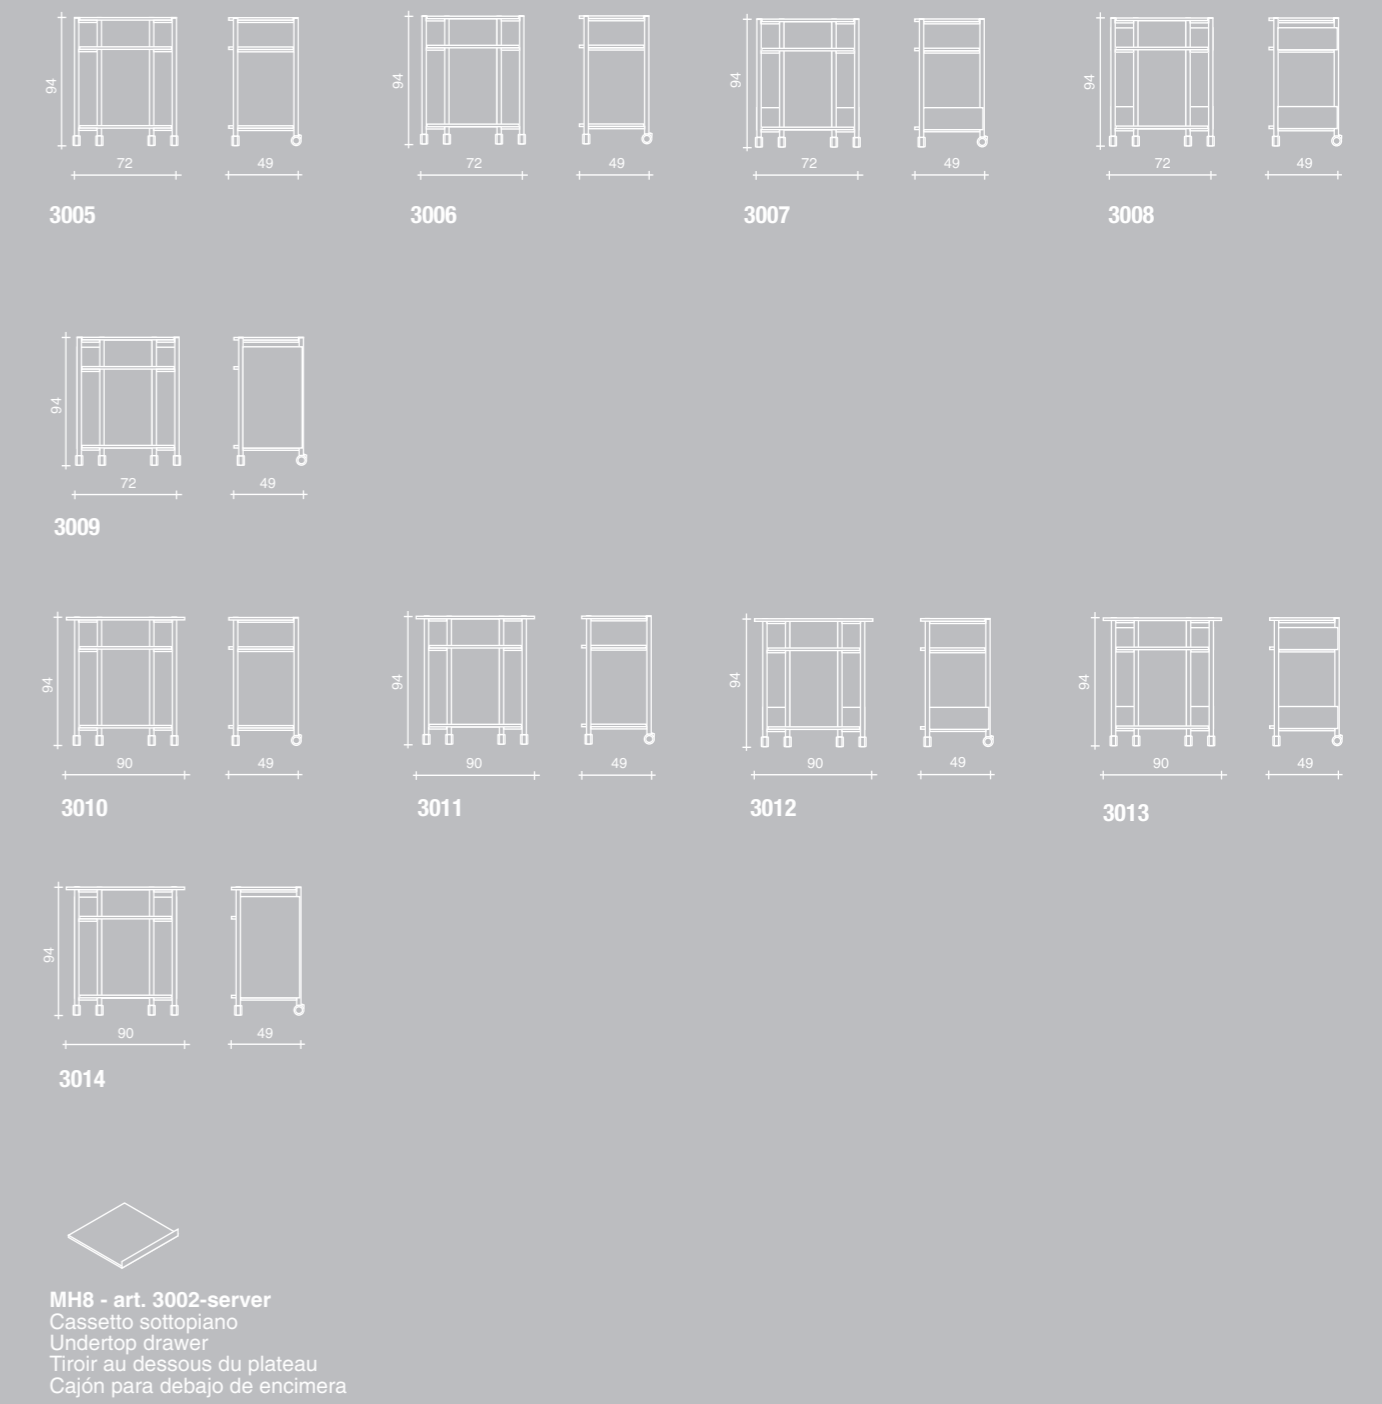 94 94 94 94
72 49 72 49 72 49 72 49
3005 3006 3007 3008
94
72 49
3009
94 94 94 94
90 49 90 49 90 49 90 49
3010 3011 3012 3013
94
90 49
3014
MH8 - art. 3002-server
Cassetto sottopiano
Undertop drawer
Tiroir au dessous du plateau
Cajón para debajo de encimera